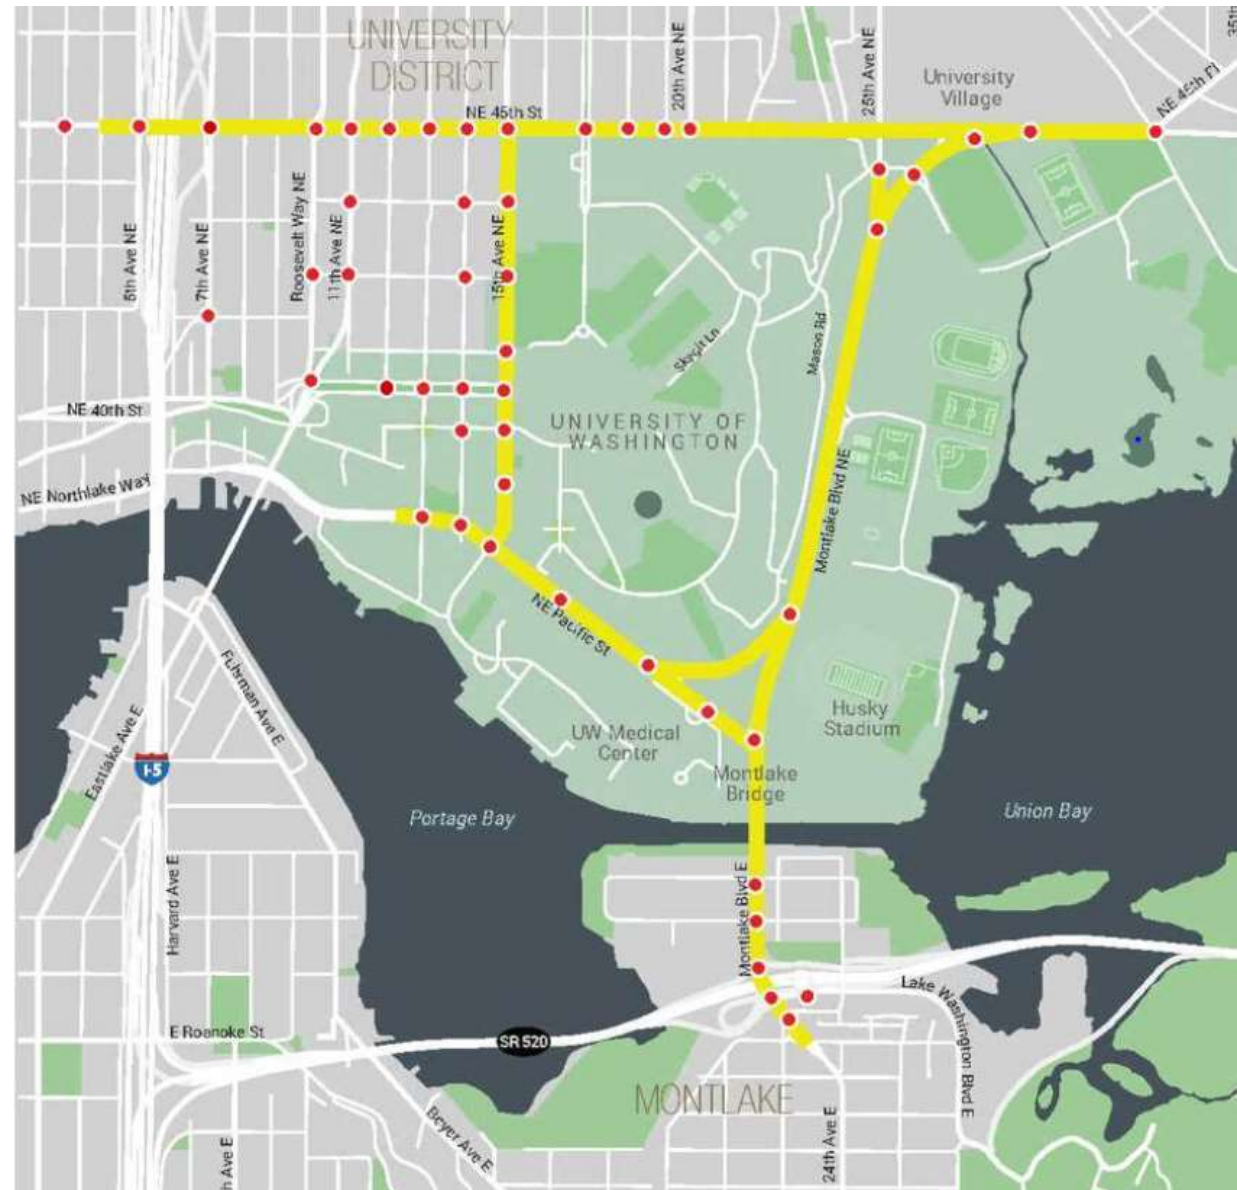 UNIVERSITY
DISTRICT
NE 45th St
20th Ave NE
25th Ave NE
University
Village
NE 45th Pl
35th
5th Ave NE
7th Ave NE
Roosevelt Way NE
11th Ave NE
15th Ave NE
Skagit Ln
Mason Rd
NE 40th St
UNIVERSITY OF
WASHINGTON
NE Northlake Way
Montlake Blvd NE
NE Pacific St
Fuhrman Ave E
Eastlake Ave E
I-5
UW Medical
Center
Husky
Stadium
Montlake
Bridge
Portage Bay
Union Bay
Harvard Ave E
Montlake Blvd E
Lake Washington Blvd E
E Roanoke St
SR 520
MONTLAKE
Boyer Ave E
24th Ave E
h Ave E